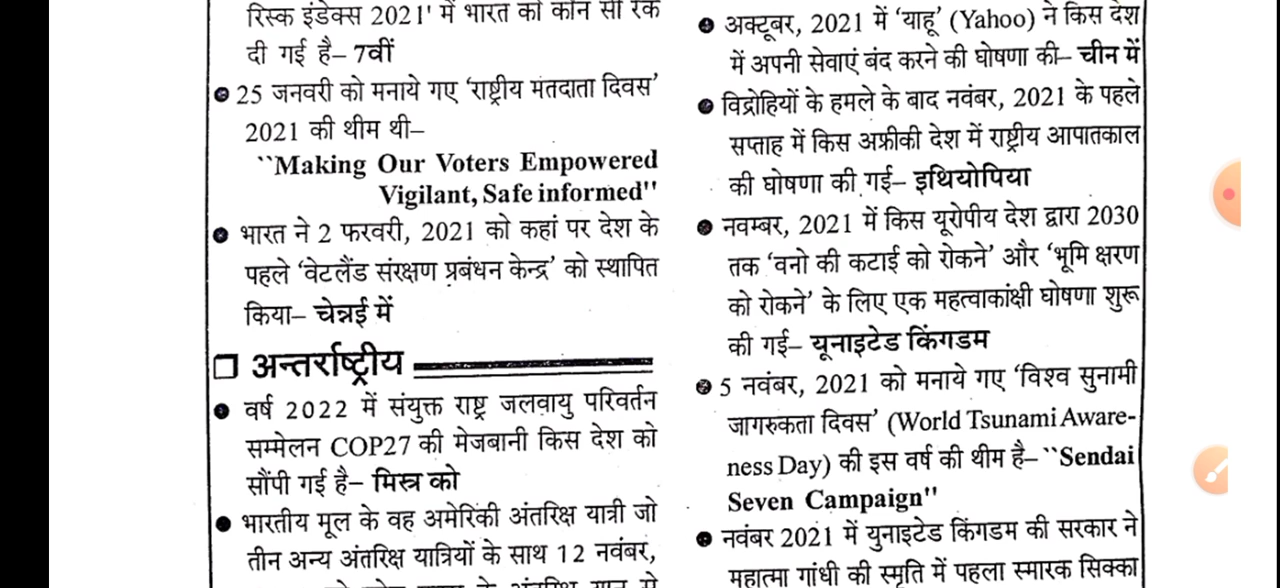 रिस्क इंडेक्स 2021' में भारत को कौन सी रैंक
दी गई है– 7वीं
25 जनवरी को मनाये गए 'राष्ट्रीय मतदाता दिवस'
2021 की थीम थी–
``Making Our Voters Empowered
Vigilant, Safe informed"
भारत ने 2 फरवरी, 2021 को कहां पर देश के
पहले 'वेटलैंड संरक्षण प्रबंधन केन्द्र' को स्थापित
किया– चेन्नई में
अन्तर्राष्ट्रीय
वर्ष 2022 में संयुक्त राष्ट्र जलवायु परिवर्तन
सम्मेलन COP27 की मेजबानी किस देश को
सौंपी गई है– मिस्त्र को
भारतीय मूल के वह अमेरिकी अंतरिक्ष यात्री जो
तीन अन्य अंतरिक्ष यात्रियों के साथ 12 नवंबर,
अक्टूबर, 2021 में 'याहू' (Yahoo) ने किस देश
में अपनी सेवाएं बंद करने की घोषणा की– चीन में
विद्रोहियों के हमले के बाद नवंबर, 2021 के पहले
सप्ताह में किस अफ्रीकी देश में राष्ट्रीय आपातकाल
की घोषणा की गई– इथियोपिया
नवम्बर, 2021 में किस यूरोपीय देश द्वारा 2030
तक 'वनो की कटाई को रोकने' और 'भूमि क्षरण
को रोकने' के लिए एक महत्वाकांक्षी घोषणा शुरू
की गई– यूनाइटेड किंगडम
5 नवंबर, 2021 को मनाये गए 'विश्व सुनामी
जागरुकता दिवस' (World Tsunami Aware-
ness Day) की इस वर्ष की थीम है– ``Sendai
Seven Campaign"
नवंबर 2021 में युनाइटेड किंगडम की सरकार ने
महात्मा गांधी की स्मृति में पहला स्मारक सिक्का